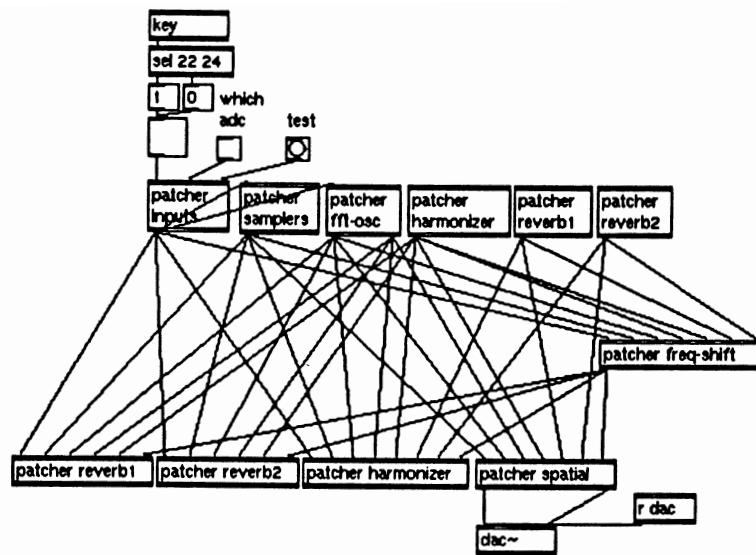 key
sel 22 24
1 0 which
adc test
patcher inputs
patcher samplers
patcher fft-osc
patcher harmonizer
patcher reverb1
patcher reverb2
patcher freq-shift
patcher reverb1
patcher reverb2
patcher harmonizer
patcher spatial
r dac
dac~